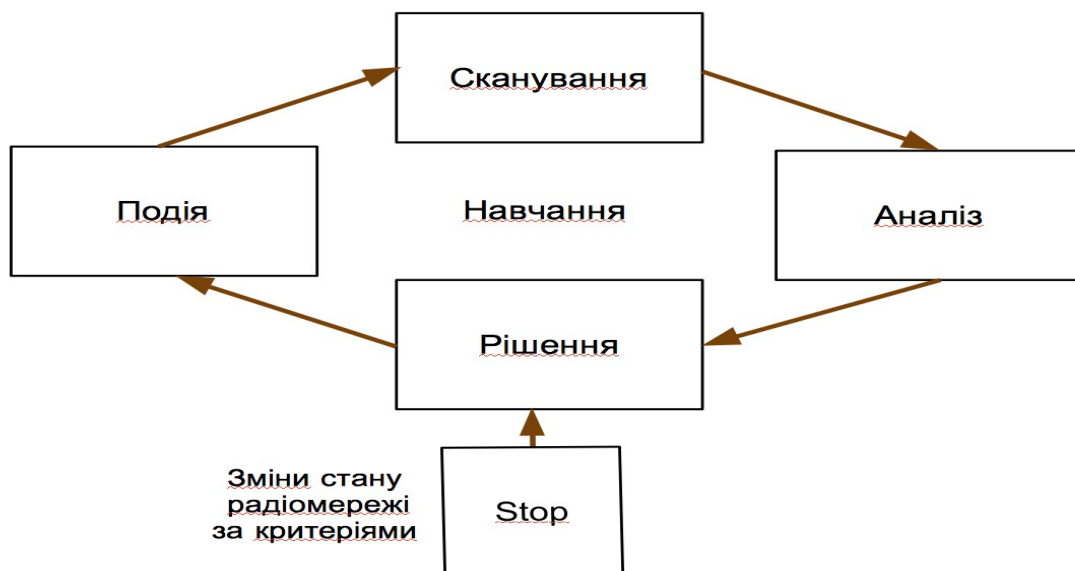 Сканування
Подія
Навчання
Аналіз
Рішення
Зміни стану
радіомережі
за критеріями
Stop